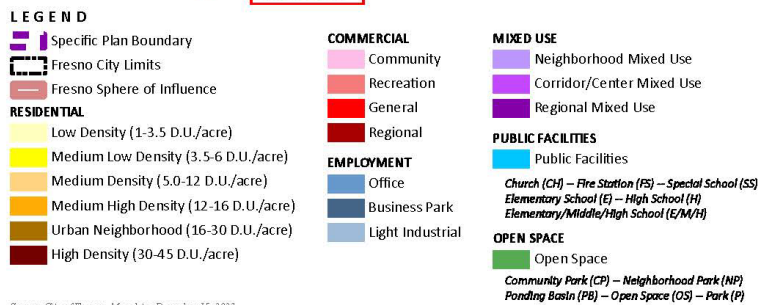 LEGEND
Specific Plan Boundary
Fresno City Limits
Fresno Sphere of Influence
RESIDENTIAL
Low Density (1-3.5 D.U./acre)
Medium Low Density (3.5-6 D.U./acre)
Medium Density (5.0-12 D.U./acre)
Medium High Density (12-16 D.U./acre)
Urban Neighborhood (16-30 D.U./acre)
High Density (30-45 D.U./acre)
COMMERCIAL
Community
Recreation
General
Regional
EMPLOYMENT
Office
Business Park
Light Industrial
MIXED USE
Neighborhood Mixed Use
Corridor/Center Mixed Use
Regional Mixed Use
PUBLIC FACILITIES
Public Facilities
Church (CH) – Fire Station (FS) – Special School (SS)
Elementary School (E) – High School (H)
Elementary/Middle/High School (E/M/H)
OPEN SPACE
Open Space
Community Park (CP) – Neighborhood Park (NP)
Ponding Basin (PB) – Open Space (OS) – Park (P)